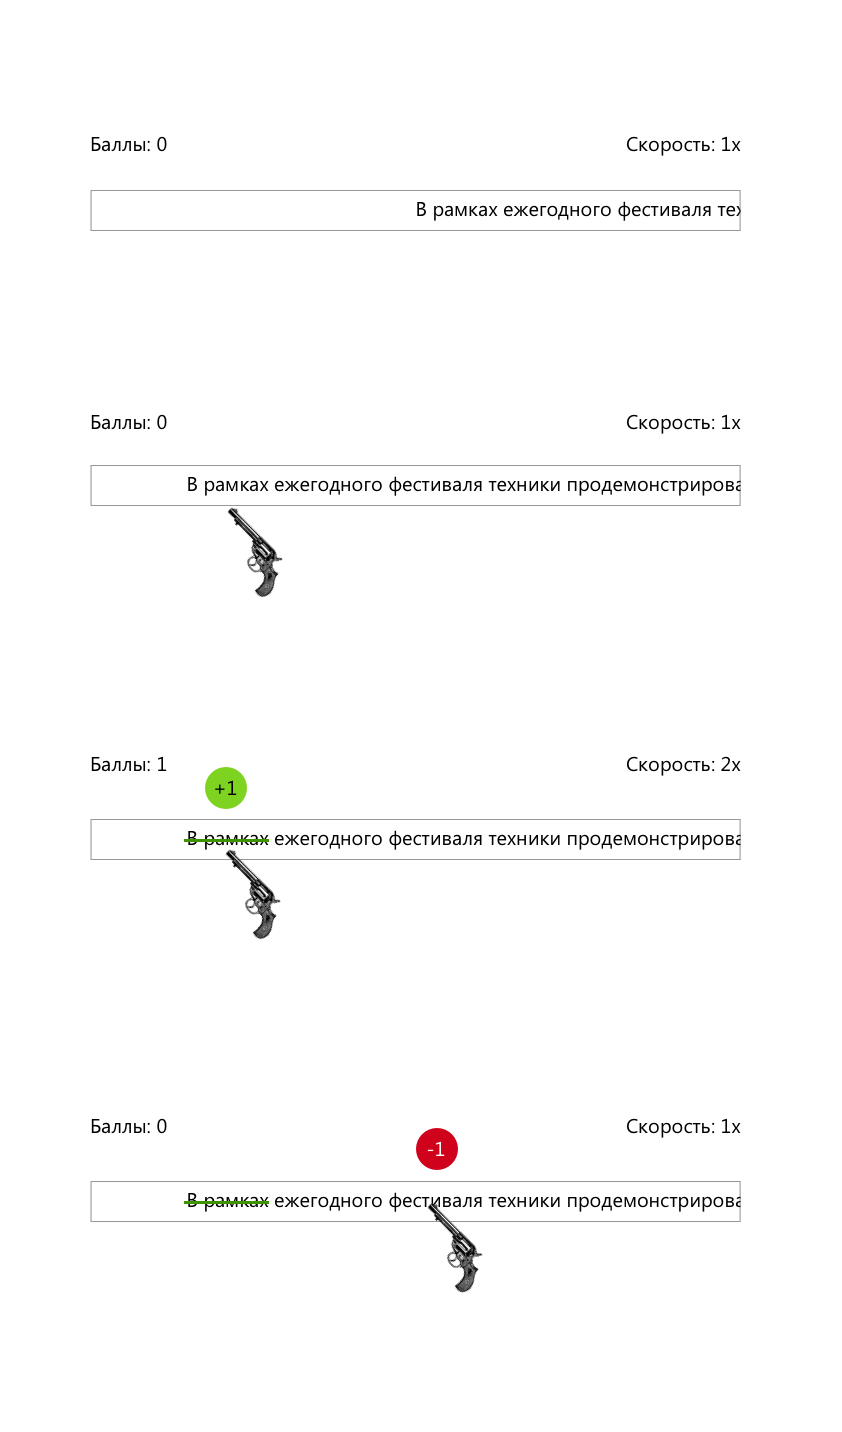 Баллы: 0 Скорость: 1x
В рамках ежегодного фестиваля тех
Баллы: 0 Скорость: 1x
В рамках ежегодного фестиваля техники продемонстрирова
Баллы: 1 Скорость: 2x
+1
В рамках ежегодного фестиваля техники продемонстрирова
Баллы: 0 Скорость: 1x
-1
В рамках ежегодного фестиваля техники продемонстрирова